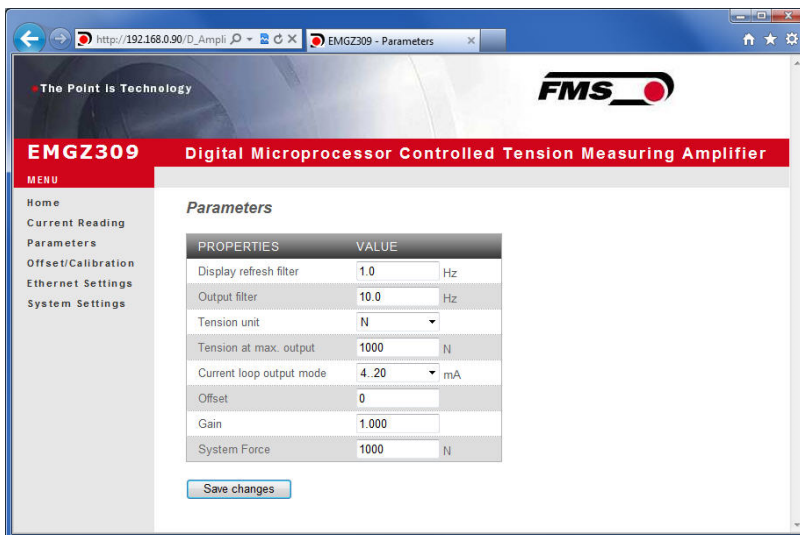 http://192.168.0.90/D_Ampli
EMGZ309 - Parameters
The Point is Technology
FMS
EMGZ309
Digital Microprocessor Controlled Tension Measuring Amplifier
MENU
Home
Current Reading
Parameters
Offset/Calibration
Ethernet Settings
System Settings
Parameters
PROPERTIES VALUE
Display refresh filter 1.0 Hz
Output filter 10.0 Hz
Tension unit N
Tension at max. output 1000 N
Current loop output mode 4..20 mA
Offset 0
Gain 1.000
System Force 1000 N
Save changes